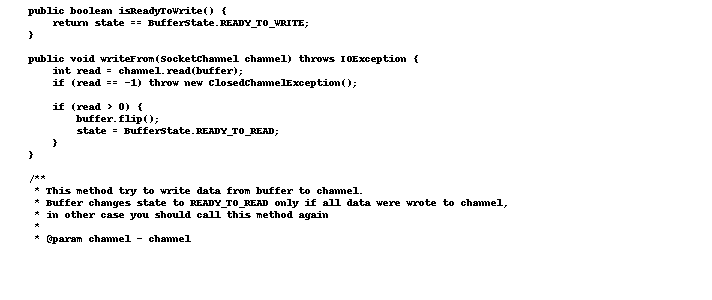 public boolean isReadyToWrite() {
return state == BufferState.READY_TO_WRITE;
}
public void writeFrom(SocketChannel channel) throws IOException {
int read = channel.read(buffer);
if (read == -1) throw new ClosedChannelException();
if (read > 0) {
buffer.flip();
state = BufferState.READY_TO_READ;
}
}
/**
* This method try to write data from buffer to channel.
* Buffer changes state to READY_TO_READ only if all data were wrote to channel,
* in other case you should call this method again
*
* @param channel - channel